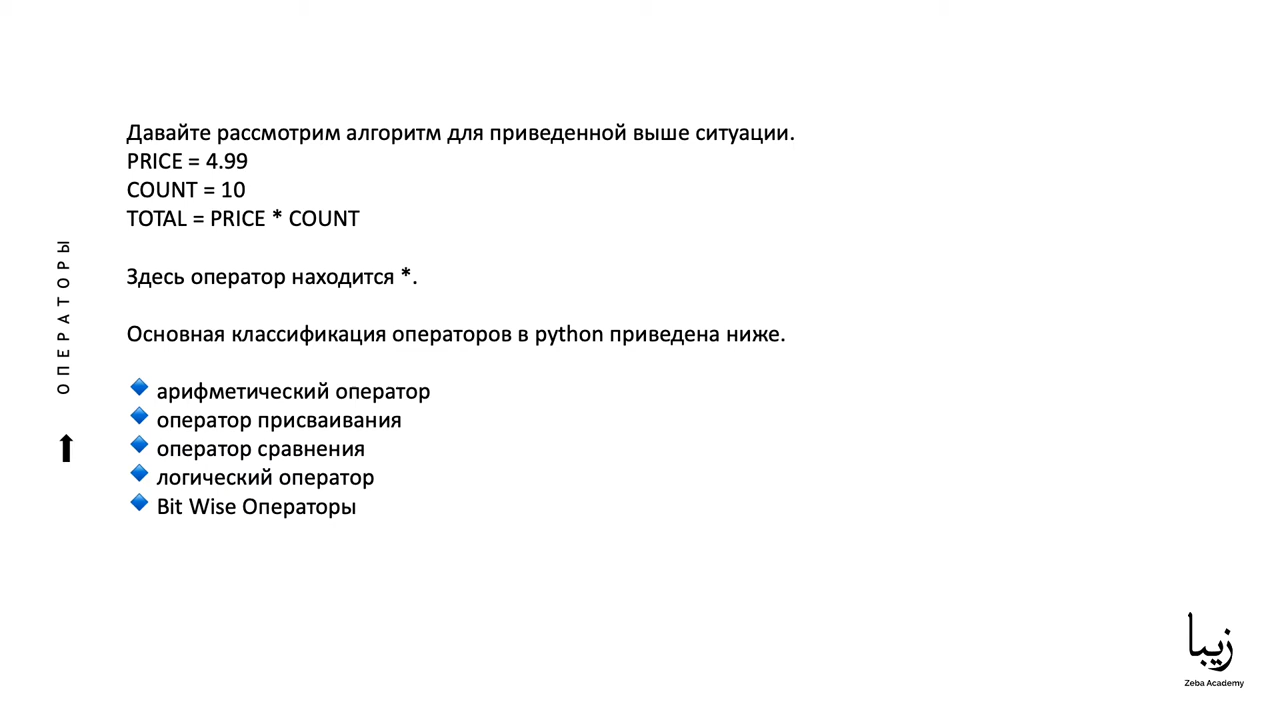 Давайте рассмотрим алгоритм для приведенной выше ситуации.
PRICE = 4.99
COUNT = 10
TOTAL = PRICE * COUNT
Здесь оператор находится *.
Основная классификация операторов в python приведена ниже.
арифметический оператор
оператор присваивания
оператор сравнения
логический оператор
Bit Wise Операторы
ОПЕРАТОРЫ
زيبا
Zeba Academy